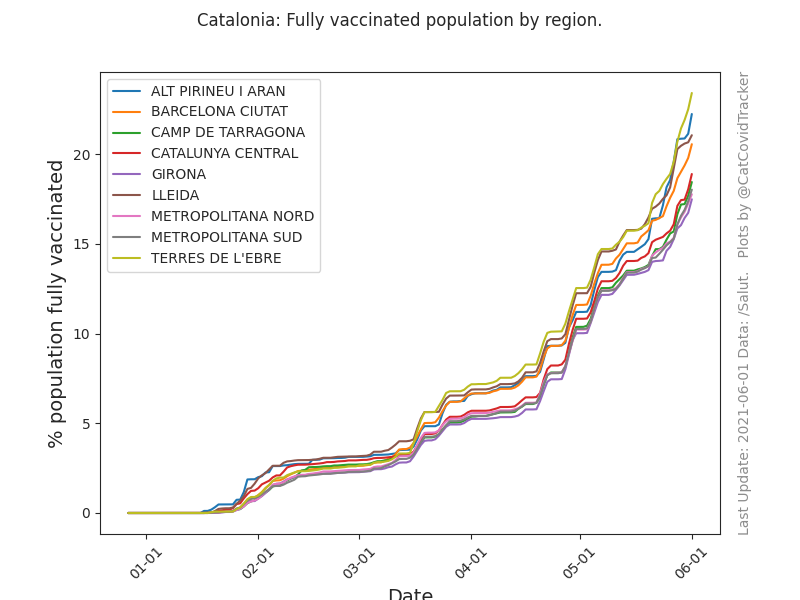 Catalonia: Fully vaccinated population by region.
ALT PIRINEU I ARAN
BARCELONA CIUTAT
CAMP DE TARRAGONA
CATALUNYA CENTRAL
GIRONA
LLEIDA
METROPOLITANA NORD
METROPOLITANA SUD
TERRES DE L'EBRE
% population fully vaccinated
20
15
10
5
0
01-01
02-01
03-01
04-01
05-01
06-01
Date
Last Update: 2021-06-01 Data: /Salut. Plots by @CatCovidTracker